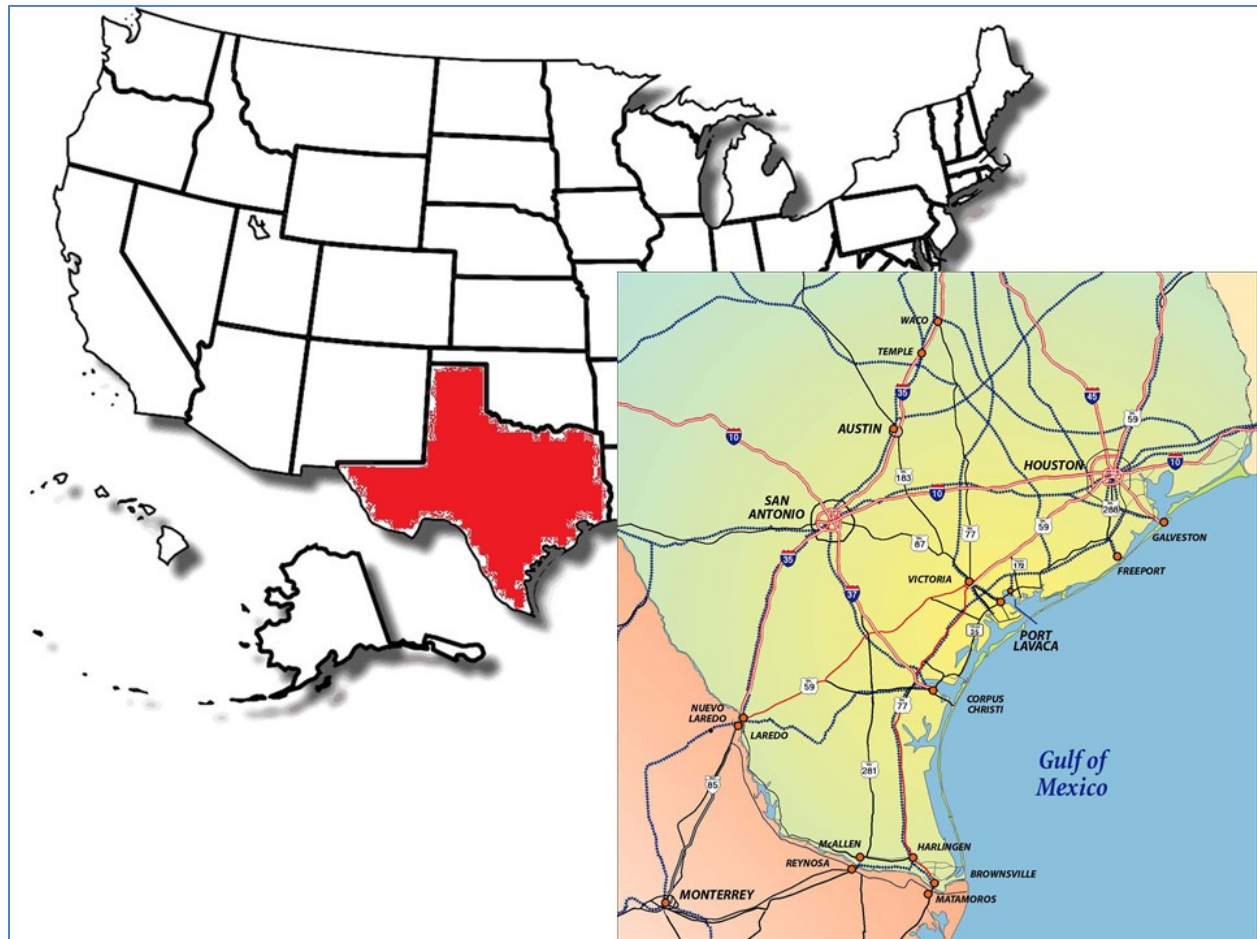 WACO
TEMPLE
35
45
59
10
AUSTIN
HOUSTON
10
183
SAN
ANTONIO
10
288
87
77
59
GALVESTON
35
172
FREEPORT
VICTORIA
37
35
PORT
LAVACA
59
77
CORPUS
CHRISTI
NUEVO
LAREDO
LAREDO
281
85
Gulf of
Mexico
McALLEN
HARLINGEN
REYNOSA
BROWNSVILLE
MONTERREY
MATAMOROS